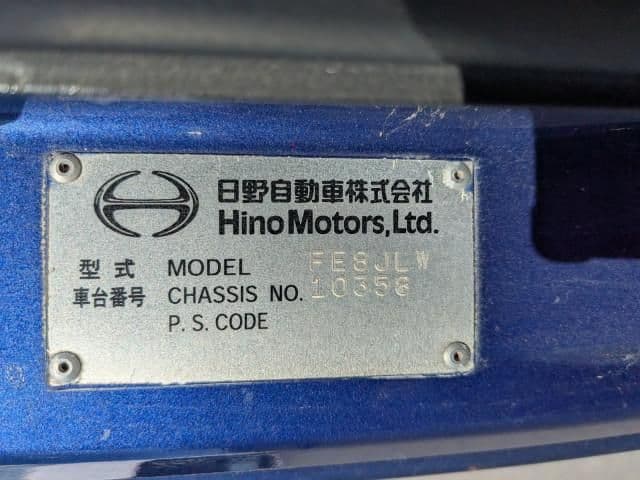 日野自動車株式会社
Hino Motors, Ltd.
型式 MODEL FE8JLW
車台番号 CHASSIS NO. 10358
P. S. CODE